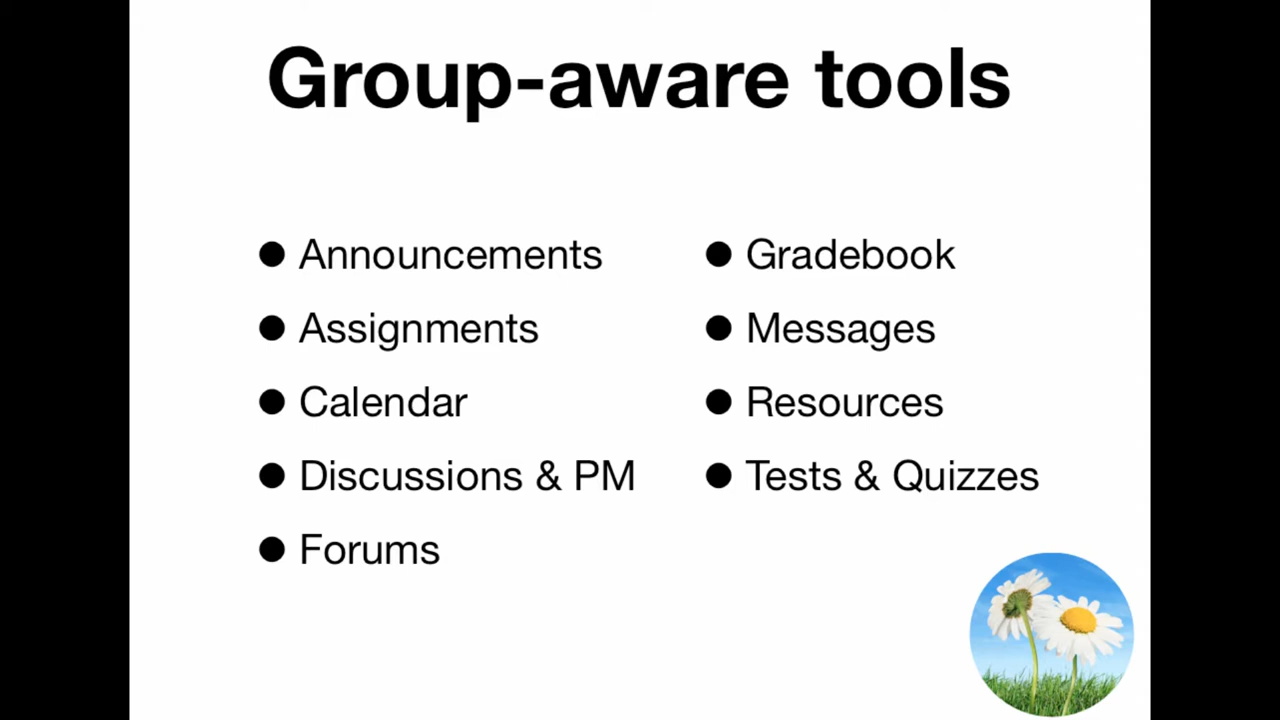 Group-aware tools
● Announcements
● Assignments
● Calendar
● Discussions & PM
● Forums
● Gradebook
● Messages
● Resources
● Tests & Quizzes